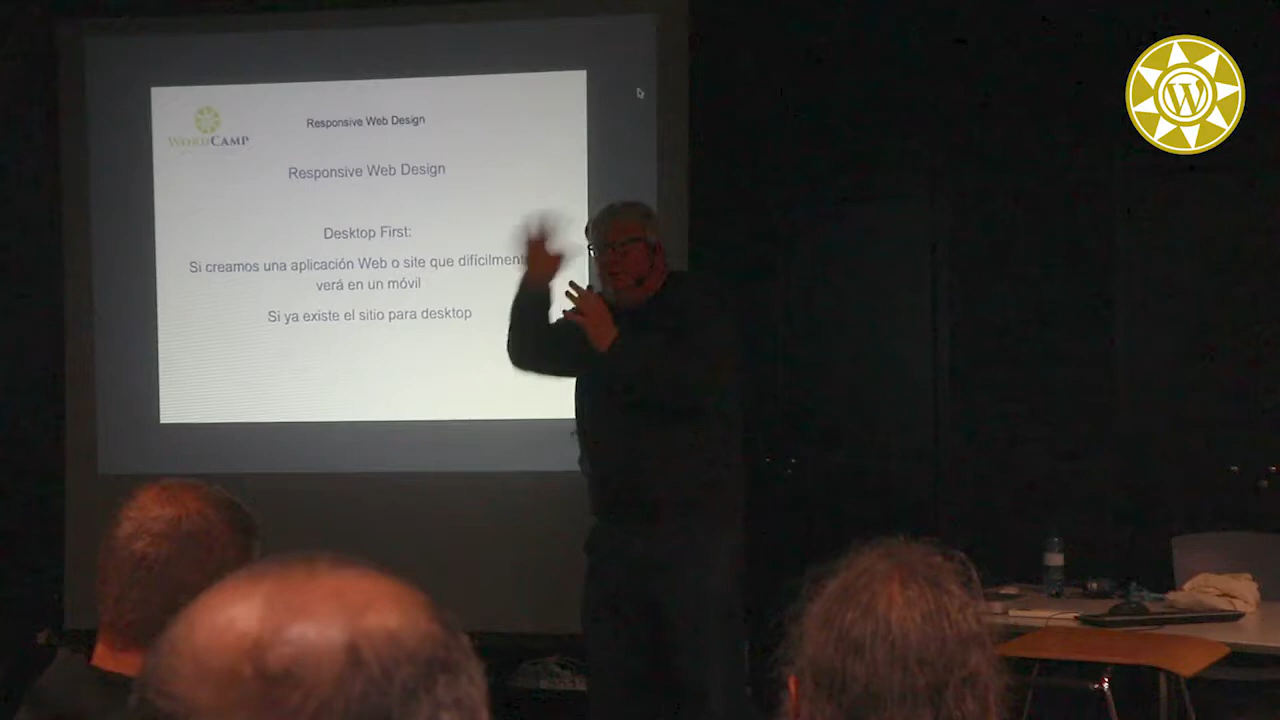 WORDCAMP
Responsive Web Design
Responsive Web Design
Desktop First:
Si creamos una aplicación Web o site que difícilment
verá en un móvil
Si ya existe el sitio para desktop
W